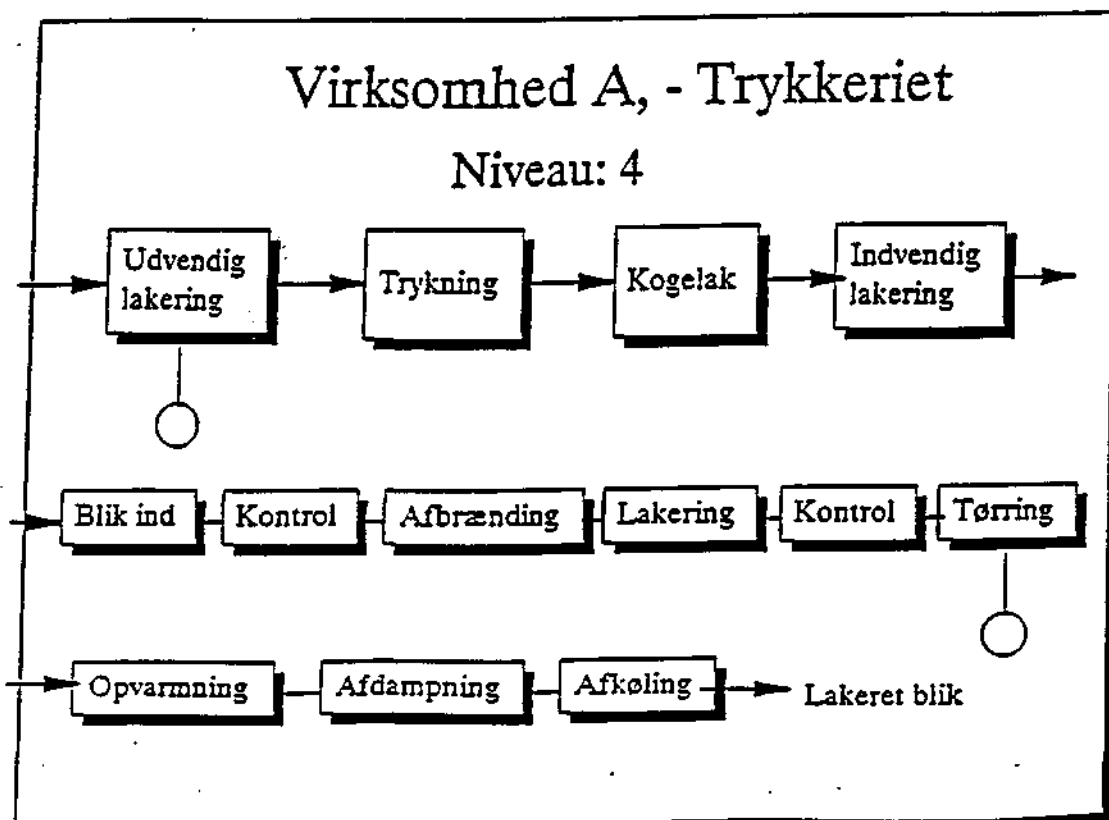 Virksomhed A, - Trykkeriet
Niveau: 4
Udvendig
lakering
Trykning
Kogelak
Indvendig
lakering
Blik ind
Kontrol
Afbrænding
Lakering
Kontrol
Tørring
Opvarmning
Afdampning
Afkøling
Lakeret blik